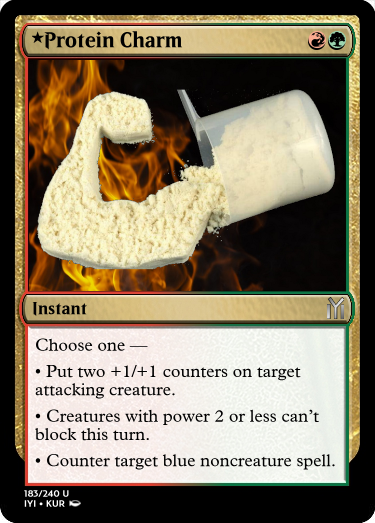 ★Protein Charm
Instant
Choose one —
• Put two +1/+1 counters on target
attacking creature.
• Creatures with power 2 or less can't
block this turn.
• Counter target blue noncreature spell.
183/240 U
IYI • KUR